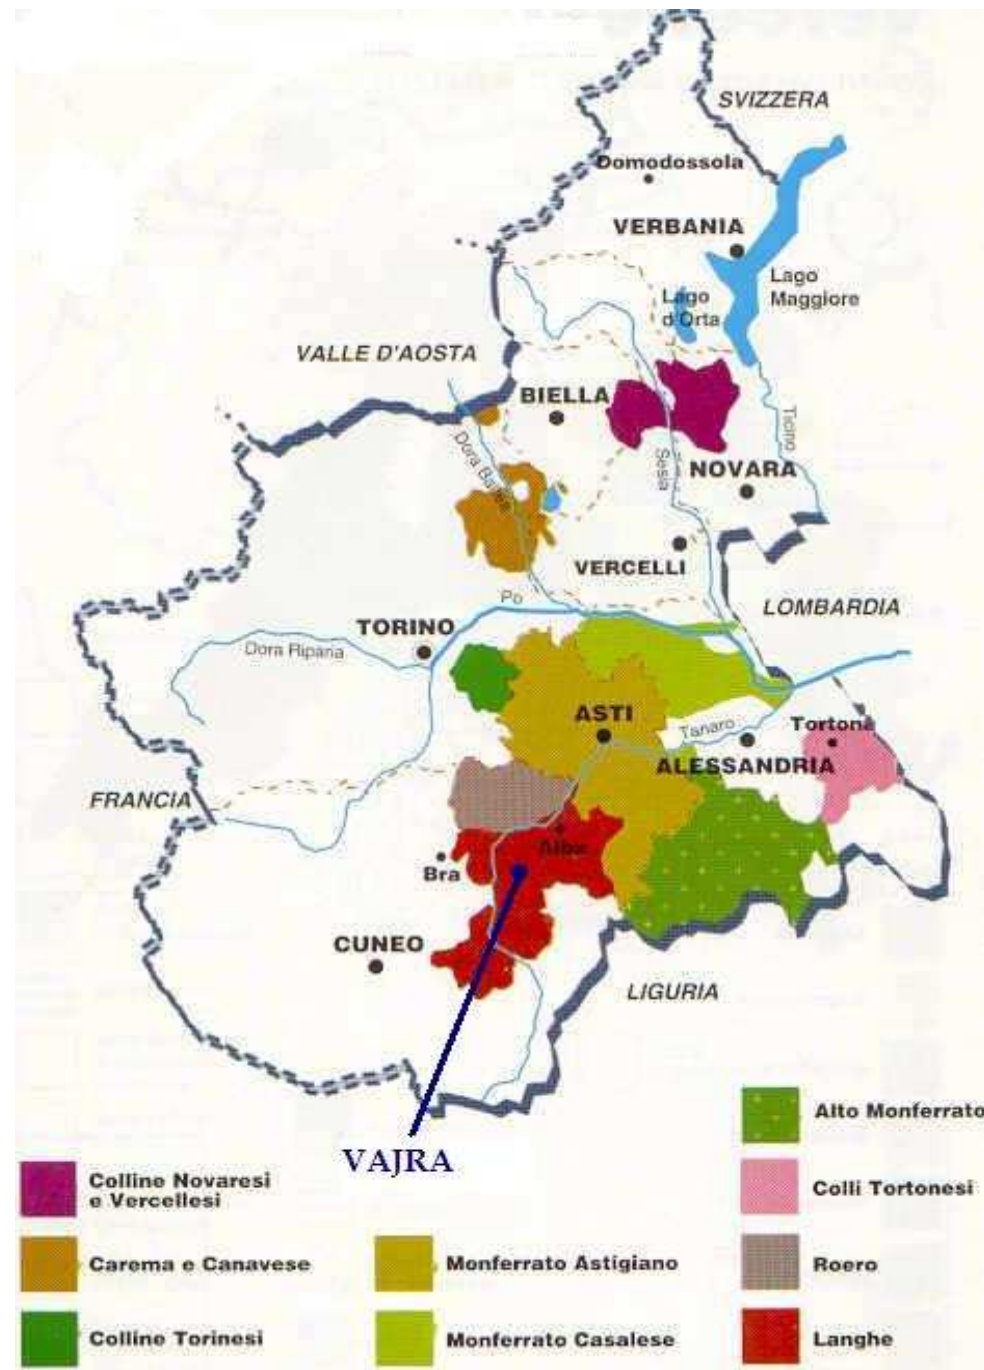 SVIZZERA
Domodossola
VERBANIA
Lago
Maggiore
Lago
d'Orta
VALLE D'AOSTA
BIELLA
Ticino
Dora Baltea
Sesia
NOVARA
VERCELLI
Po
LOMBARDIA
TORINO
Dora Riparia
ASTI
Tanaro
Tortona
ALESSANDRIA
FRANCIA
Alba
Bra
CUNEO
LIGURIA
VAJRA
Alto Monferrato
Colline Novaresi
e Vercellesi
Colli Tortonesi
Carema e Canavese
Monferrato Astigiano
Roero
Colline Torinesi
Monferrato Casalese
Langhe